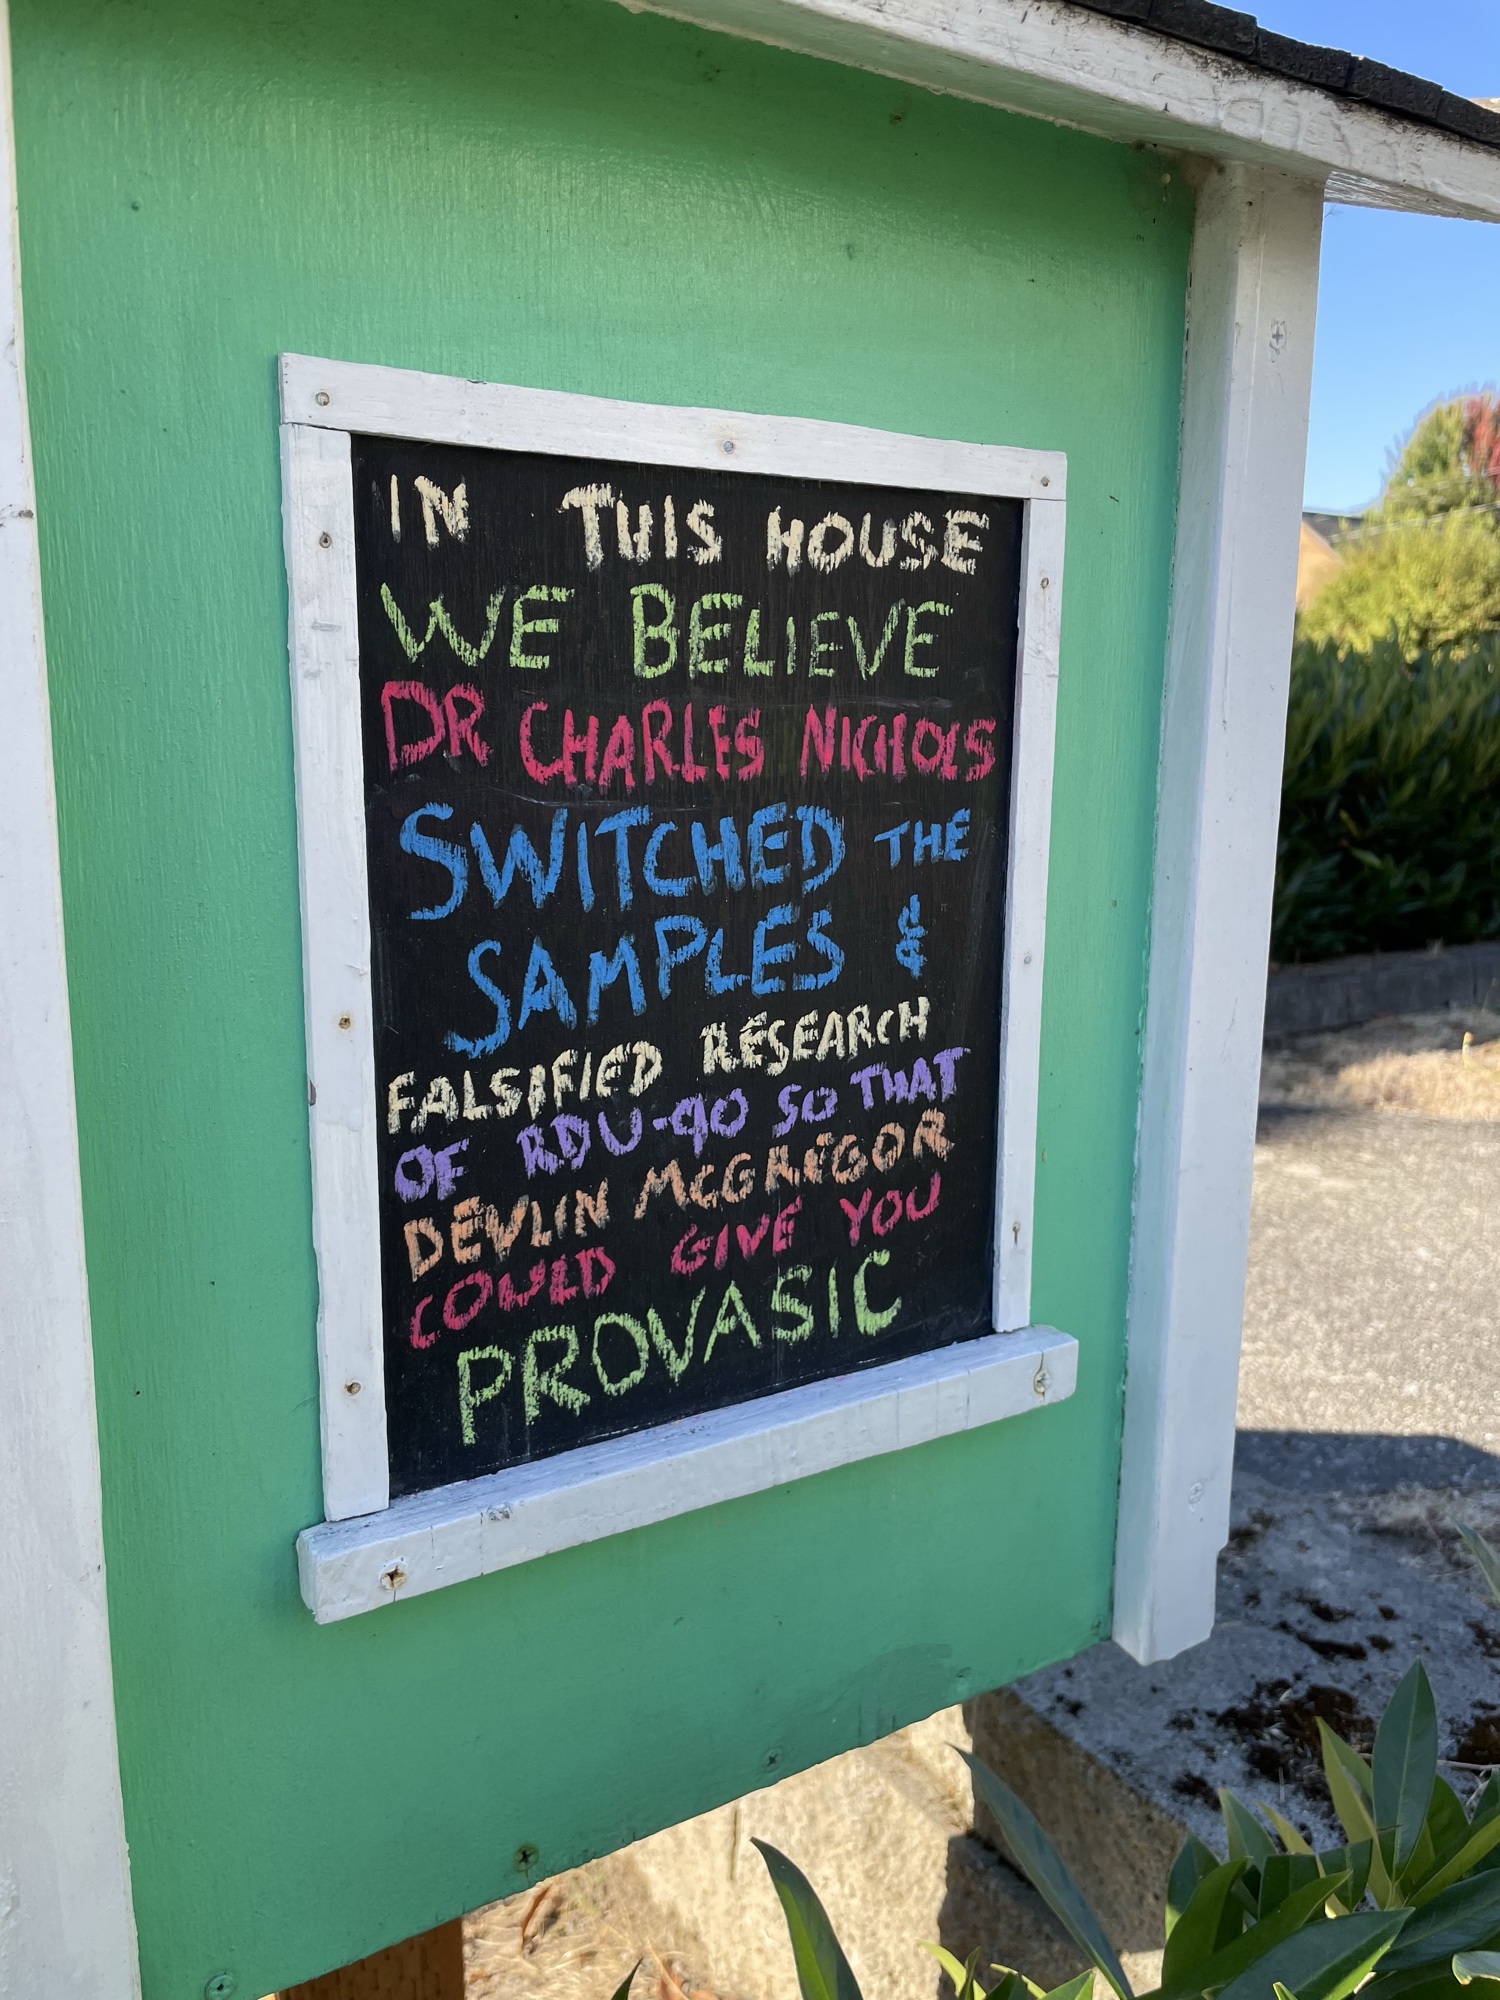 IN THIS HOUSE
WE BELIEVE
DR CHARLES NICHOLS
SWITCHED THE
SAMPLES &
FALSIFIED RESEARCH
OF RDU-90 SO THAT
DEVLIN MCGREGOR
COULD GIVE YOU
PROVASIC